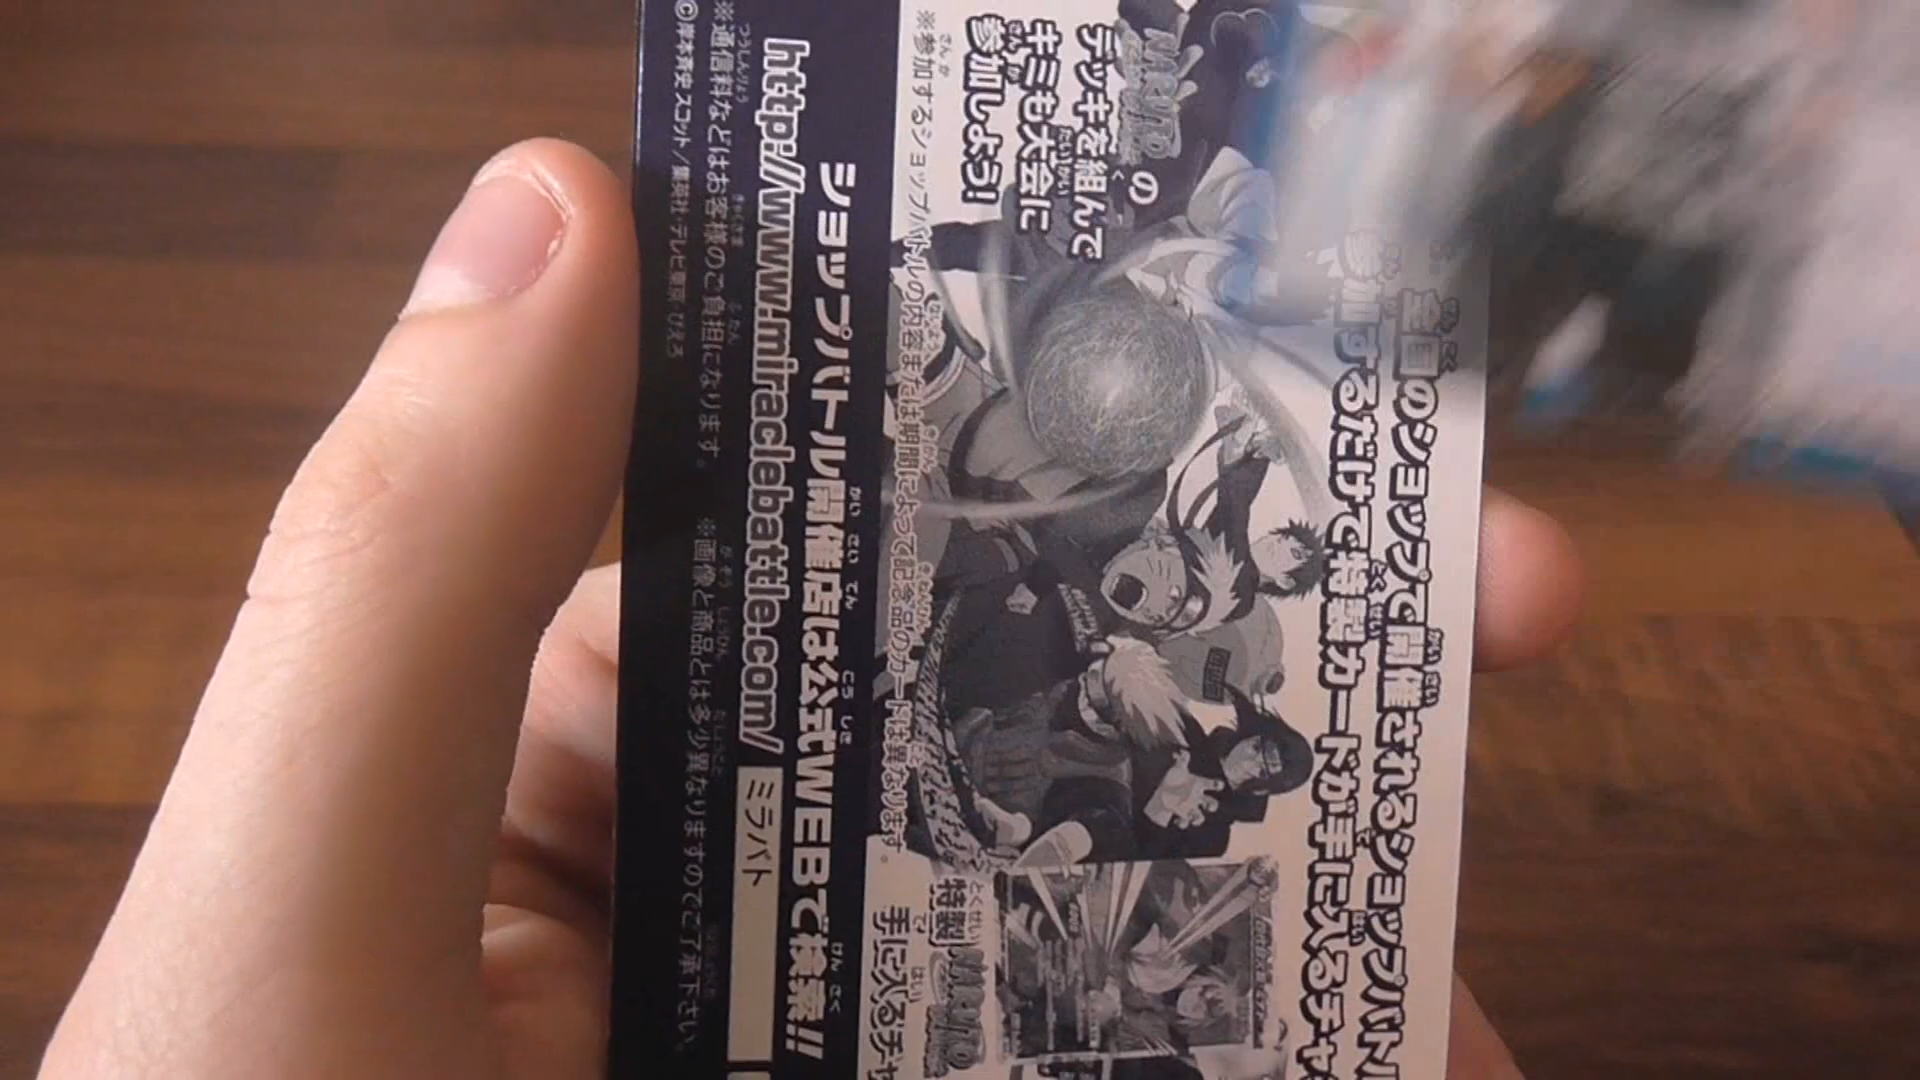 全国のショップで開催されるショップバトル
参加するだけで特製カードが手に入るチャ
NARUTO の
デッキを組んで
キミも大会に
参加しよう!
特製 NARUTO
手に入るチャ
※参加するショップバトルの内容または期間によって記念品のカードは異なります。
ショップバトル開催店は公式WEBで検索!!
http://www.miraclebattle.com/ ミラバト
※通信料などはお客様のご負担になります。 ※画像と商品とは多少異なりますのでご了承下さい。
©岸本斉史 スコット/集英社・テレビ東京・ぴえろ